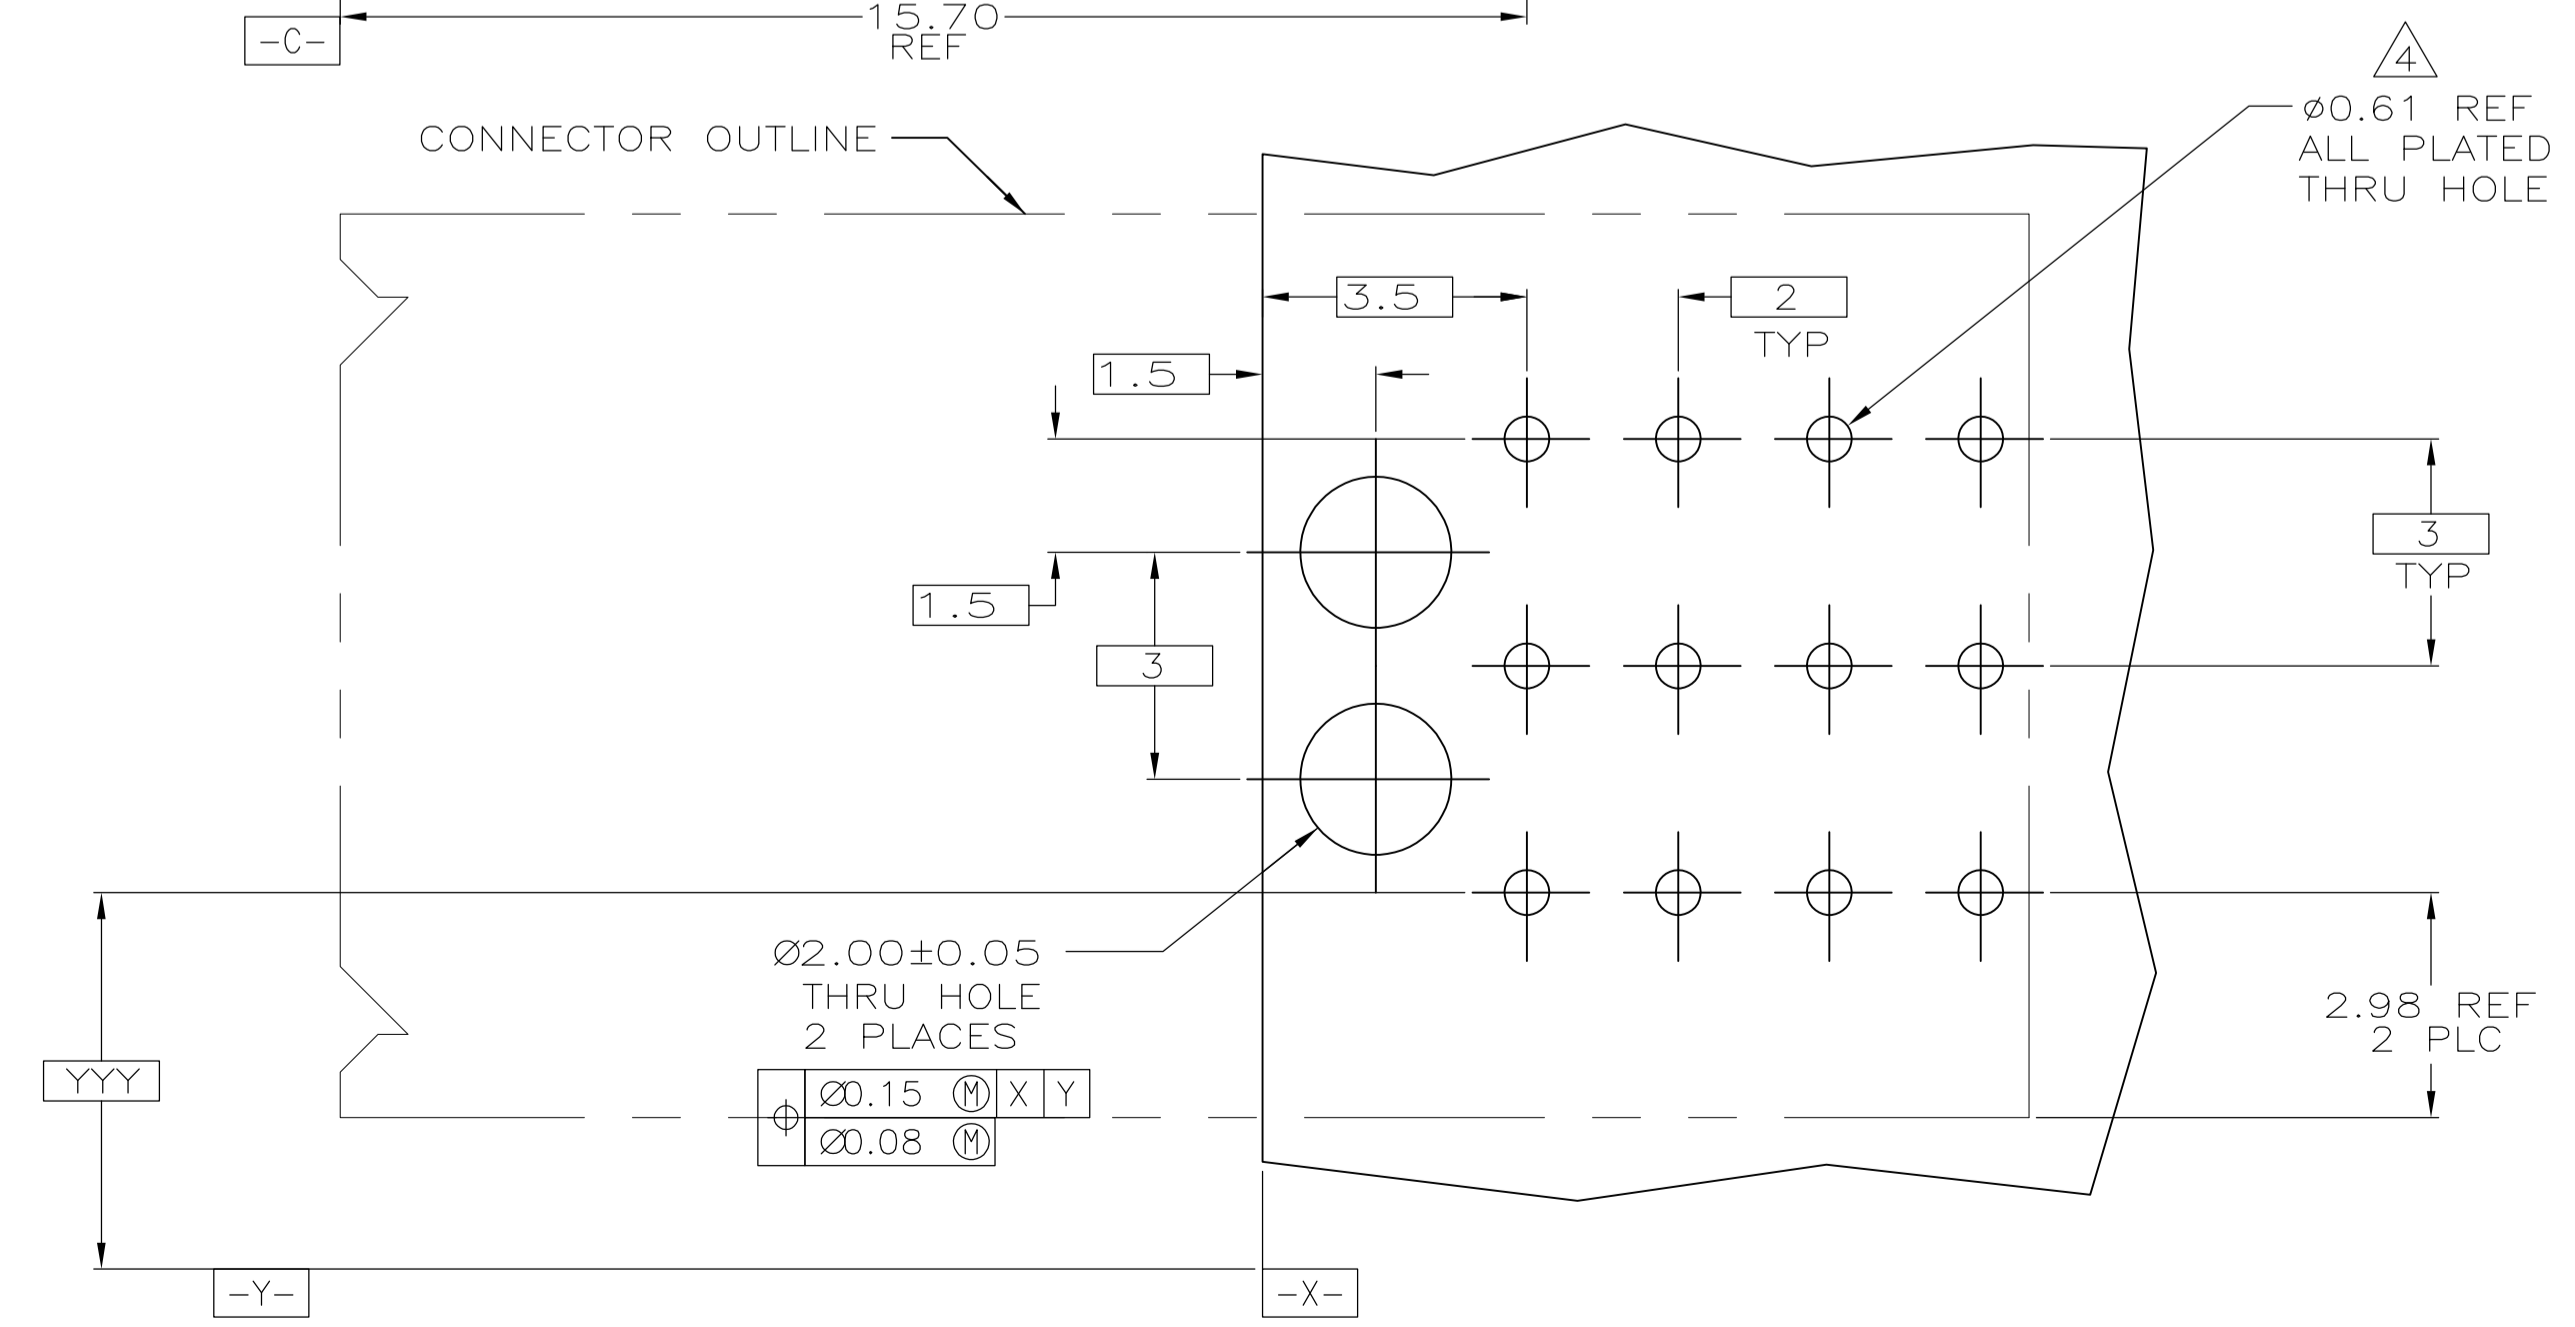 15.70
REF
-C-
4
Ø0.61 REF
ALL PLATED
THRU HOLE
CONNECTOR OUTLINE
3.5
2
TYP
1.5
3
TYP
1.5
3
Ø2.00±0.05
THRU HOLE
2 PLACES
2.98 REF
2 PLC
YYY
⌖ Ø0.15 Ⓜ X Y
Ø0.08 Ⓜ
-Y-
-X-